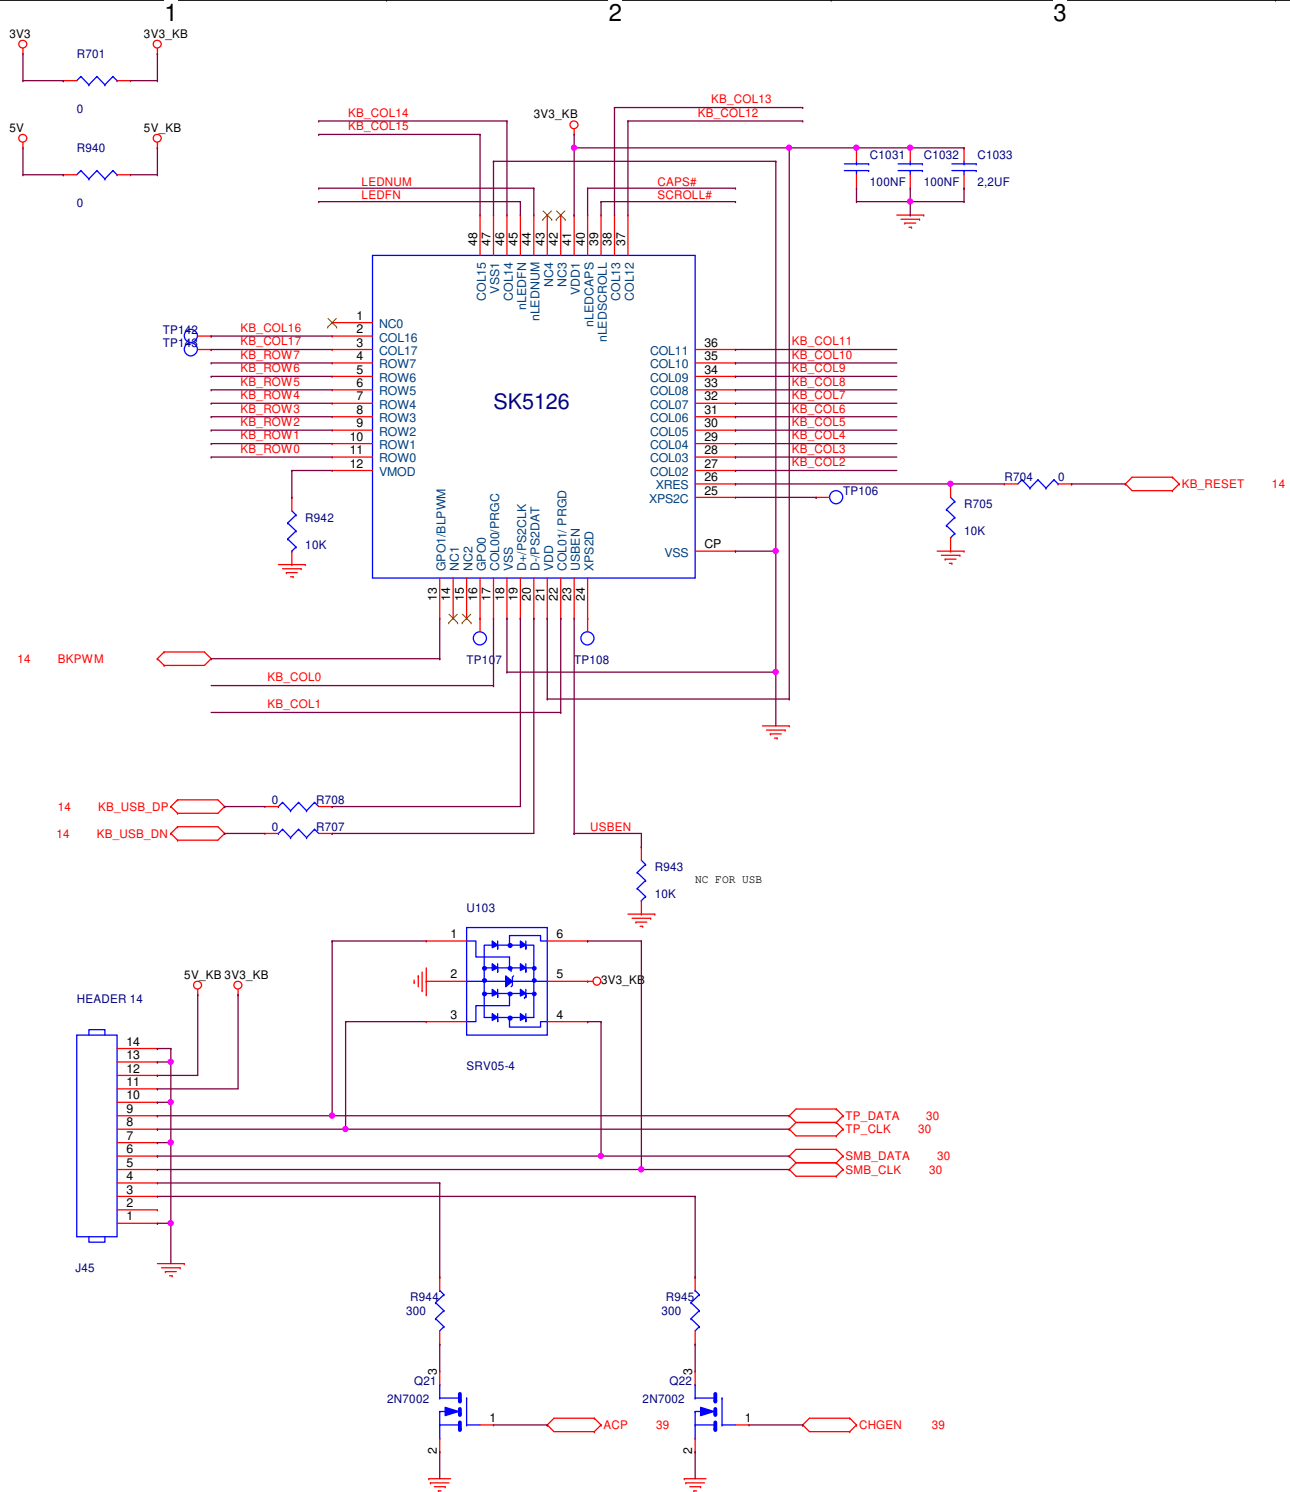 1 2 3
3V3 3V3_KB
R701
0
5V 5V_KB
R940
0
KB_COL14
KB_COL15
3V3_KB
KB_COL13
KB_COL12
C1031 C1032 C1033
100NF 100NF 2,2UF
LEDNUM
LEDFN
CAPS#
SCROLL#
48 47 46 45 44 43 42 41 40 39 38 37
COL15 VSS1 COL14 nLEDFN nLEDNUM NC4 NC3 VDD1 nLEDCAPS nLEDSCROLL COL13 COL12
SK5126
1 NC0
TP142 KB_COL16 2 COL16
TP143 KB_COL17 3 COL17
KB_ROW7 4 ROW7
KB_ROW6 5 ROW6
KB_ROW5 6 ROW5
KB_ROW4 7 ROW4
KB_ROW3 8 ROW3
KB_ROW2 9 ROW2
KB_ROW1 10 ROW1
KB_ROW0 11 ROW0
12 VMOD
COL11 36 KB_COL11
COL10 35 KB_COL10
COL09 34 KB_COL9
COL08 33 KB_COL8
COL07 32 KB_COL7
COL06 31 KB_COL6
COL05 30 KB_COL5
COL04 29 KB_COL4
COL03 28 KB_COL3
COL02 27 KB_COL2
XRES 26
XPS2C 25 TP106
VSS CP
R704 0
KB_RESET 14
R705
10K
R942
10K
GPO1/BLPWM NC1 NC2 GPO0 COL00/PRGC VSS D+/PS2CLK D-/PS2DAT VDD COL01/ PRGD USBEN XPS2D
13 14 15 16 17 18 19 20 21 22 23 24
14 BKPWM
TP107 TP108
KB_COL0
KB_COL1
14 KB_USB_DP 0 R708
14 KB_USB_DN 0 R707
USBEN
R943
10K
NC FOR USB
U103
1 6
2 5 3V3_KB
3 4
SRV05-4
5V_KB 3V3_KB
HEADER 14
14
13
12
11
10
9
8
7
6
5
4
3
2
1
J45
TP_DATA 30
TP_CLK 30
SMB_DATA 30
SMB_CLK 30
R944
300
R945
300
3
Q21
2N7002
1
2
ACP 39
3
Q22
2N7002
1
2
CHGEN 39